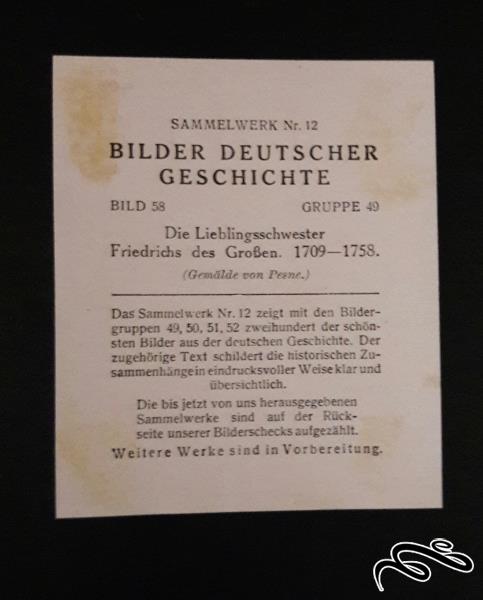 SAMMELWERK Nr. 12
BILDER DEUTSCHER
GESCHICHTE
BILD 58 GRUPPE 49
Die Lieblingsschwester
Friedrichs des Großen. 1709—1758.
(Gemälde von Pesne.)
Das Sammelwerk Nr. 12 zeigt mit den Bilder-
gruppen 49, 50, 51, 52 zweihundert der schön-
sten Bilder aus der deutschen Geschichte. Der
zugehörige Text schildert die historischen Zu-
sammenhänge in eindrucksvoller Weise klar und
übersichtlich.
Die bis jetzt von uns herausgegebenen
Sammelwerke sind auf der Rück-
seite unserer Bilderschecks aufgezählt.
Weitere Werke sind in Vorbereitung.